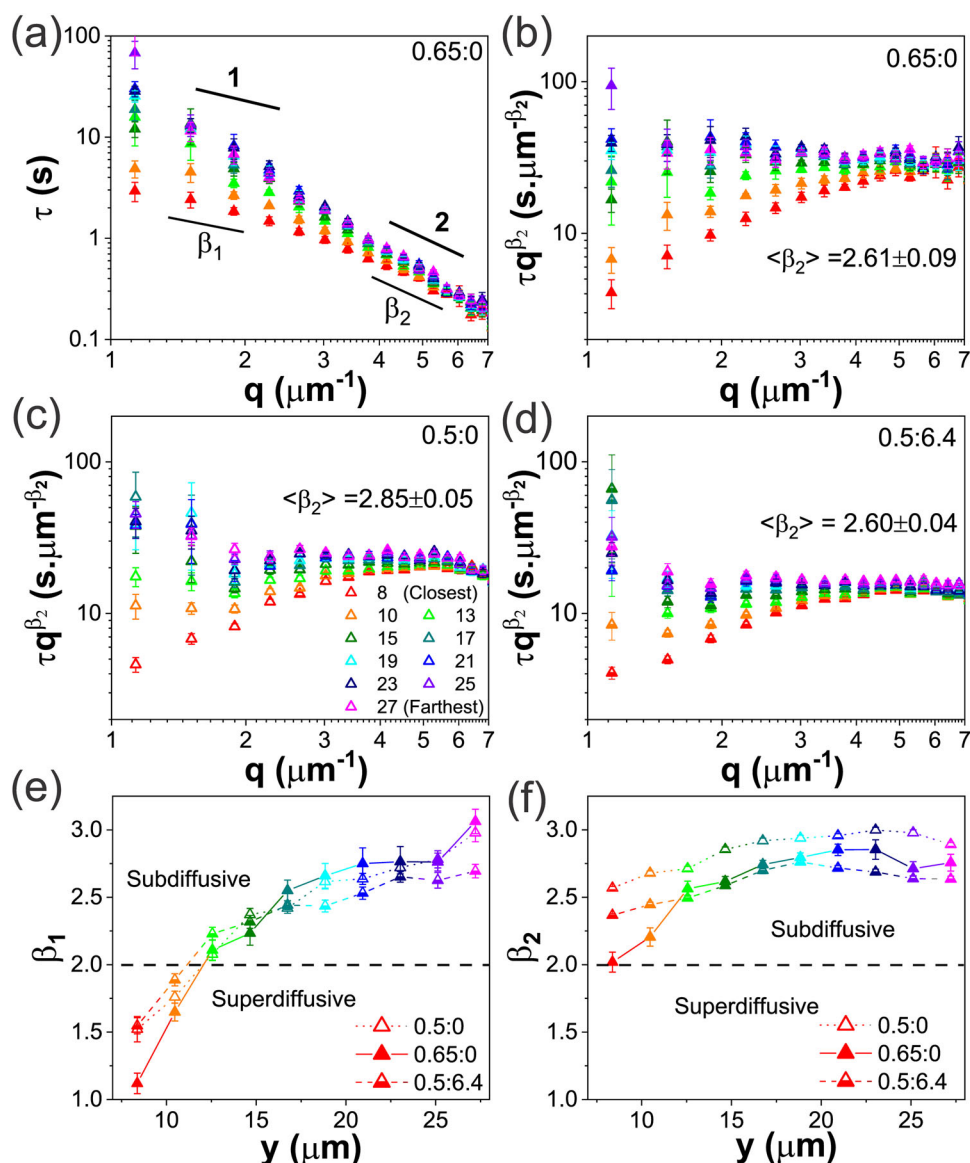 (a)
0.65:0
1
2
β1
β2
100
10
1
0.1
τ (s)
1 2 3 4 5 6 7
q (μm-1)
(b)
0.65:0
<β2> =2.61±0.09
100
10
τqβ2 (s.μm-β2)
1 2 3 4 5 6 7
q (μm-1)
(c)
0.5:0
<β2> =2.85±0.05
100
10
τqβ2 (s.μm-β2)
8 (Closest)
10 13
15 17
19 21
23 25
27 (Farthest)
1 2 3 4 5 6 7
q (μm-1)
(d)
0.5:6.4
<β2> = 2.60±0.04
100
10
τqβ2 (s.μm-β2)
1 2 3 4 5 6 7
q (μm-1)
(e)
3.0
2.5
2.0
1.5
1.0
β1
Subdiffusive
Superdiffusive
0.5:0
0.65:0
0.5:6.4
10 15 20 25
y (μm)
(f)
3.0
2.5
2.0
1.5
1.0
β2
Subdiffusive
Superdiffusive
0.5:0
0.65:0
0.5:6.4
10 15 20 25
y (μm)